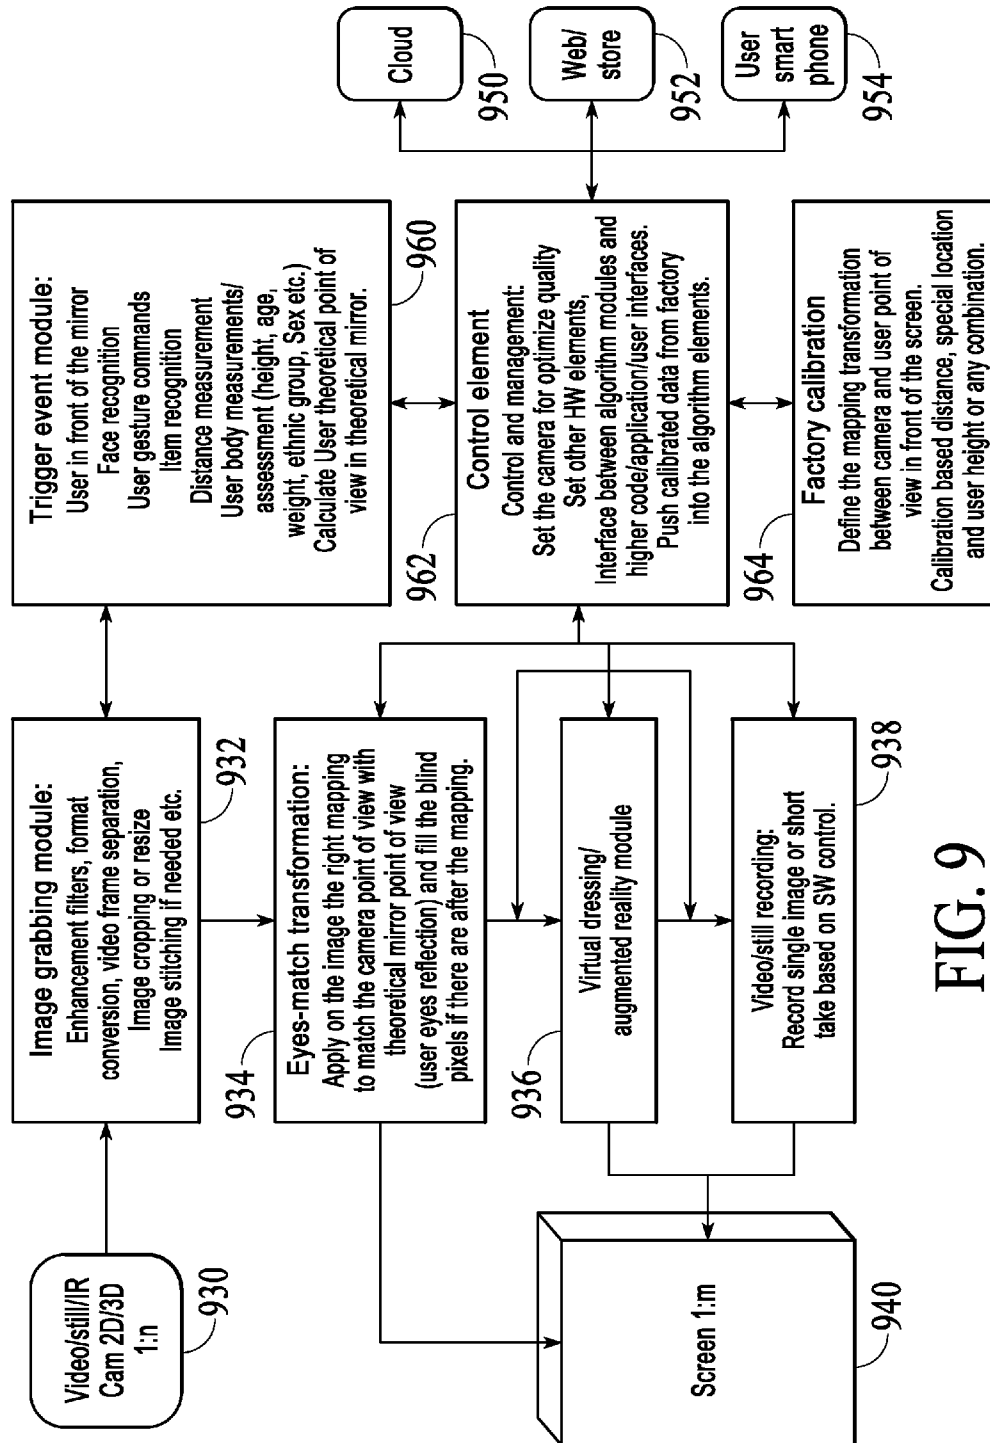 Video/still/IR
Cam 2D/3D
1:n
930
Image grabbing module:
Enhancement filters, format
conversion, video frame separation,
Image cropping or resize
Image stitching if needed etc.
932
Trigger event module:
User in front of the mirror
Face recognition
User gesture commands
Item recognition
Distance measurement
User body measurements/
assessment (height, age,
weight, ethnic group, Sex etc.)
Calculate User theoretical point of
view in theoretical mirror.
960
Eyes-match transformation:
Apply on the image the right mapping
to match the camera point of view with
theoretical mirror point of view
(user eyes reflection) and fill the blind
pixels if there are after the mapping.
934
Control element
Control and management:
Set the camera for optimize quality
Set other HW elements,
Interface between algorithm modules and
higher code/application/user interfaces.
Push calibrated data from factory
into the algorithm elements.
962
Cloud
950
Web/
store
952
User
smart
phone
954
Virtual dressing/
augmented reality module
936
Video/still recording:
Record single image or short
take based on SW control.
938
Factory calibration
Define the mapping transformation
between camera and user point of
view in front of the screen.
Calibration based distance, special location
and user height or any combination.
964
Screen 1:m
940
FIG. 9